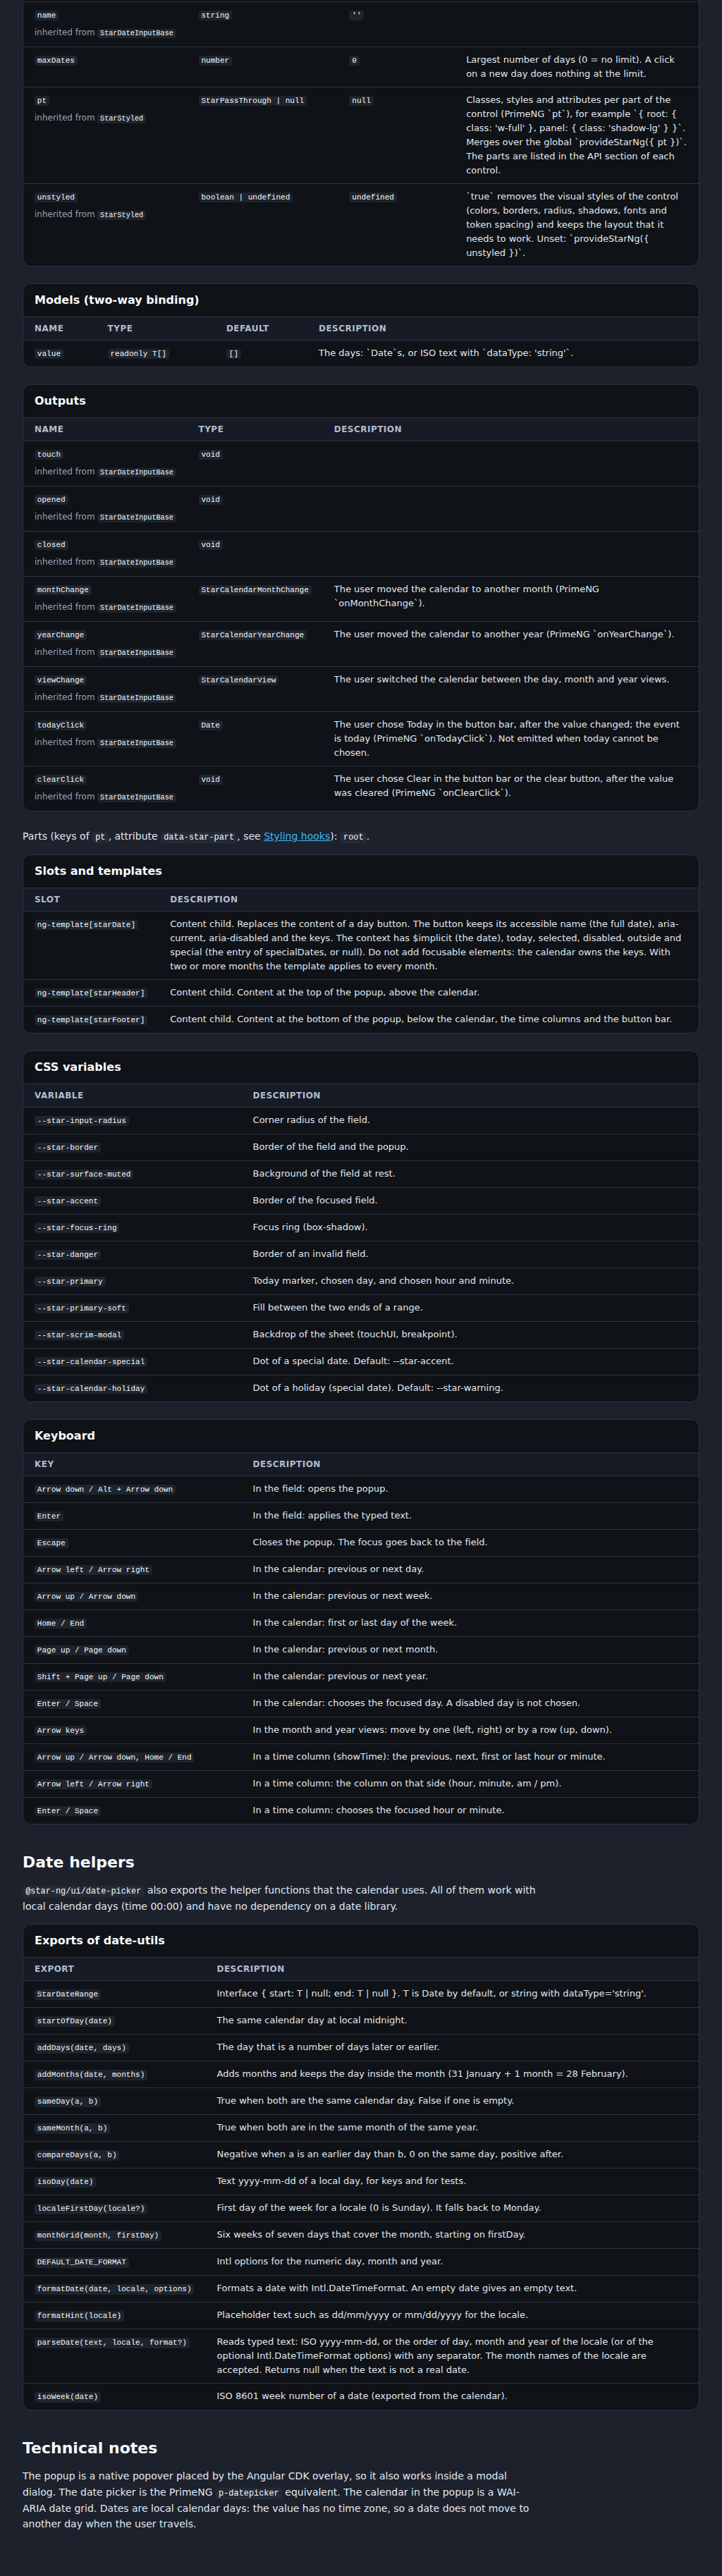 name string ''
inherited from StarDateInputBase
maxDates number 0 Largest number of days (0 = no limit). A click
on a new day does nothing at the limit.
pt StarPassThrough | null null Classes, styles and attributes per part of the
inherited from StarStyled control (PrimeNG `pt`), for example `{ root: {
class: 'w-full' }, panel: { class: 'shadow-lg' } }`.
Merges over the global `provideStarNg({ pt })`.
The parts are listed in the API section of each
control.
unstyled boolean | undefined undefined `true` removes the visual styles of the control
inherited from StarStyled (colors, borders, radius, shadows, fonts and
token spacing) and keeps the layout that it
needs to work. Unset: `provideStarNg({
unstyled })`.
Models (two-way binding)
NAME TYPE DEFAULT DESCRIPTION
value readonly T[] [] The days: `Date`s, or ISO text with `dataType: 'string'`.
Outputs
NAME TYPE DESCRIPTION
touch void
inherited from StarDateInputBase
opened void
inherited from StarDateInputBase
closed void
inherited from StarDateInputBase
monthChange StarCalendarMonthChange The user moved the calendar to another month (PrimeNG
inherited from StarDateInputBase `onMonthChange`).
yearChange StarCalendarYearChange The user moved the calendar to another year (PrimeNG `onYearChange`).
inherited from StarDateInputBase
viewChange StarCalendarView The user switched the calendar between the day, month and year views.
inherited from StarDateInputBase
todayClick Date The user chose Today in the button bar, after the value changed; the event
inherited from StarDateInputBase is today (PrimeNG `onTodayClick`). Not emitted when today cannot be
chosen.
clearClick void The user chose Clear in the button bar or the clear button, after the value
inherited from StarDateInputBase was cleared (PrimeNG `onClearClick`).
Parts (keys of pt, attribute data-star-part, see Styling hooks): root.
Slots and templates
SLOT DESCRIPTION
ng-template[starDate] Content child. Replaces the content of a day button. The button keeps its accessible name (the full date), aria-
current, aria-disabled and the keys. The context has $implicit (the date), today, selected, disabled, outside and
special (the entry of specialDates, or null). Do not add focusable elements: the calendar owns the keys. With
two or more months the template applies to every month.
ng-template[starHeader] Content child. Content at the top of the popup, above the calendar.
ng-template[starFooter] Content child. Content at the bottom of the popup, below the calendar, the time columns and the button bar.
CSS variables
VARIABLE DESCRIPTION
--star-input-radius Corner radius of the field.
--star-border Border of the field and the popup.
--star-surface-muted Background of the field at rest.
--star-accent Border of the focused field.
--star-focus-ring Focus ring (box-shadow).
--star-danger Border of an invalid field.
--star-primary Today marker, chosen day, and chosen hour and minute.
--star-primary-soft Fill between the two ends of a range.
--star-scrim-modal Backdrop of the sheet (touchUI, breakpoint).
--star-calendar-special Dot of a special date. Default: --star-accent.
--star-calendar-holiday Dot of a holiday (special date). Default: --star-warning.
Keyboard
KEY DESCRIPTION
Arrow down / Alt + Arrow down In the field: opens the popup.
Enter In the field: applies the typed text.
Escape Closes the popup. The focus goes back to the field.
Arrow left / Arrow right In the calendar: previous or next day.
Arrow up / Arrow down In the calendar: previous or next week.
Home / End In the calendar: first or last day of the week.
Page up / Page down In the calendar: previous or next month.
Shift + Page up / Page down In the calendar: previous or next year.
Enter / Space In the calendar: chooses the focused day. A disabled day is not chosen.
Arrow keys In the month and year views: move by one (left, right) or by a row (up, down).
Arrow up / Arrow down, Home / End In a time column (showTime): the previous, next, first or last hour or minute.
Arrow left / Arrow right In a time column: the column on that side (hour, minute, am / pm).
Enter / Space In a time column: chooses the focused hour or minute.
Date helpers
@star-ng/ui/date-picker also exports the helper functions that the calendar uses. All of them work with
local calendar days (time 00:00) and have no dependency on a date library.
Exports of date-utils
EXPORT DESCRIPTION
StarDateRange Interface { start: T | null; end: T | null }. T is Date by default, or string with dataType='string'.
startOfDay(date) The same calendar day at local midnight.
addDays(date, days) The day that is a number of days later or earlier.
addMonths(date, months) Adds months and keeps the day inside the month (31 January + 1 month = 28 February).
sameDay(a, b) True when both are the same calendar day. False if one is empty.
sameMonth(a, b) True when both are in the same month of the same year.
compareDays(a, b) Negative when a is an earlier day than b, 0 on the same day, positive after.
isoDay(date) Text yyyy-mm-dd of a local day, for keys and for tests.
localeFirstDay(locale?) First day of the week for a locale (0 is Sunday). It falls back to Monday.
monthGrid(month, firstDay) Six weeks of seven days that cover the month, starting on firstDay.
DEFAULT_DATE_FORMAT Intl options for the numeric day, month and year.
formatDate(date, locale, options) Formats a date with Intl.DateTimeFormat. An empty date gives an empty text.
formatHint(locale) Placeholder text such as dd/mm/yyyy or mm/dd/yyyy for the locale.
parseDate(text, locale, format?) Reads typed text: ISO yyyy-mm-dd, or the order of day, month and year of the locale (or of the
optional Intl.DateTimeFormat options) with any separator. The month names of the locale are
accepted. Returns null when the text is not a real date.
isoWeek(date) ISO 8601 week number of a date (exported from the calendar).
Technical notes
The popup is a native popover placed by the Angular CDK overlay, so it also works inside a modal
dialog. The date picker is the PrimeNG p-datepicker equivalent. The calendar in the popup is a WAI-
ARIA date grid. Dates are local calendar days: the value has no time zone, so a date does not move to
another day when the user travels.